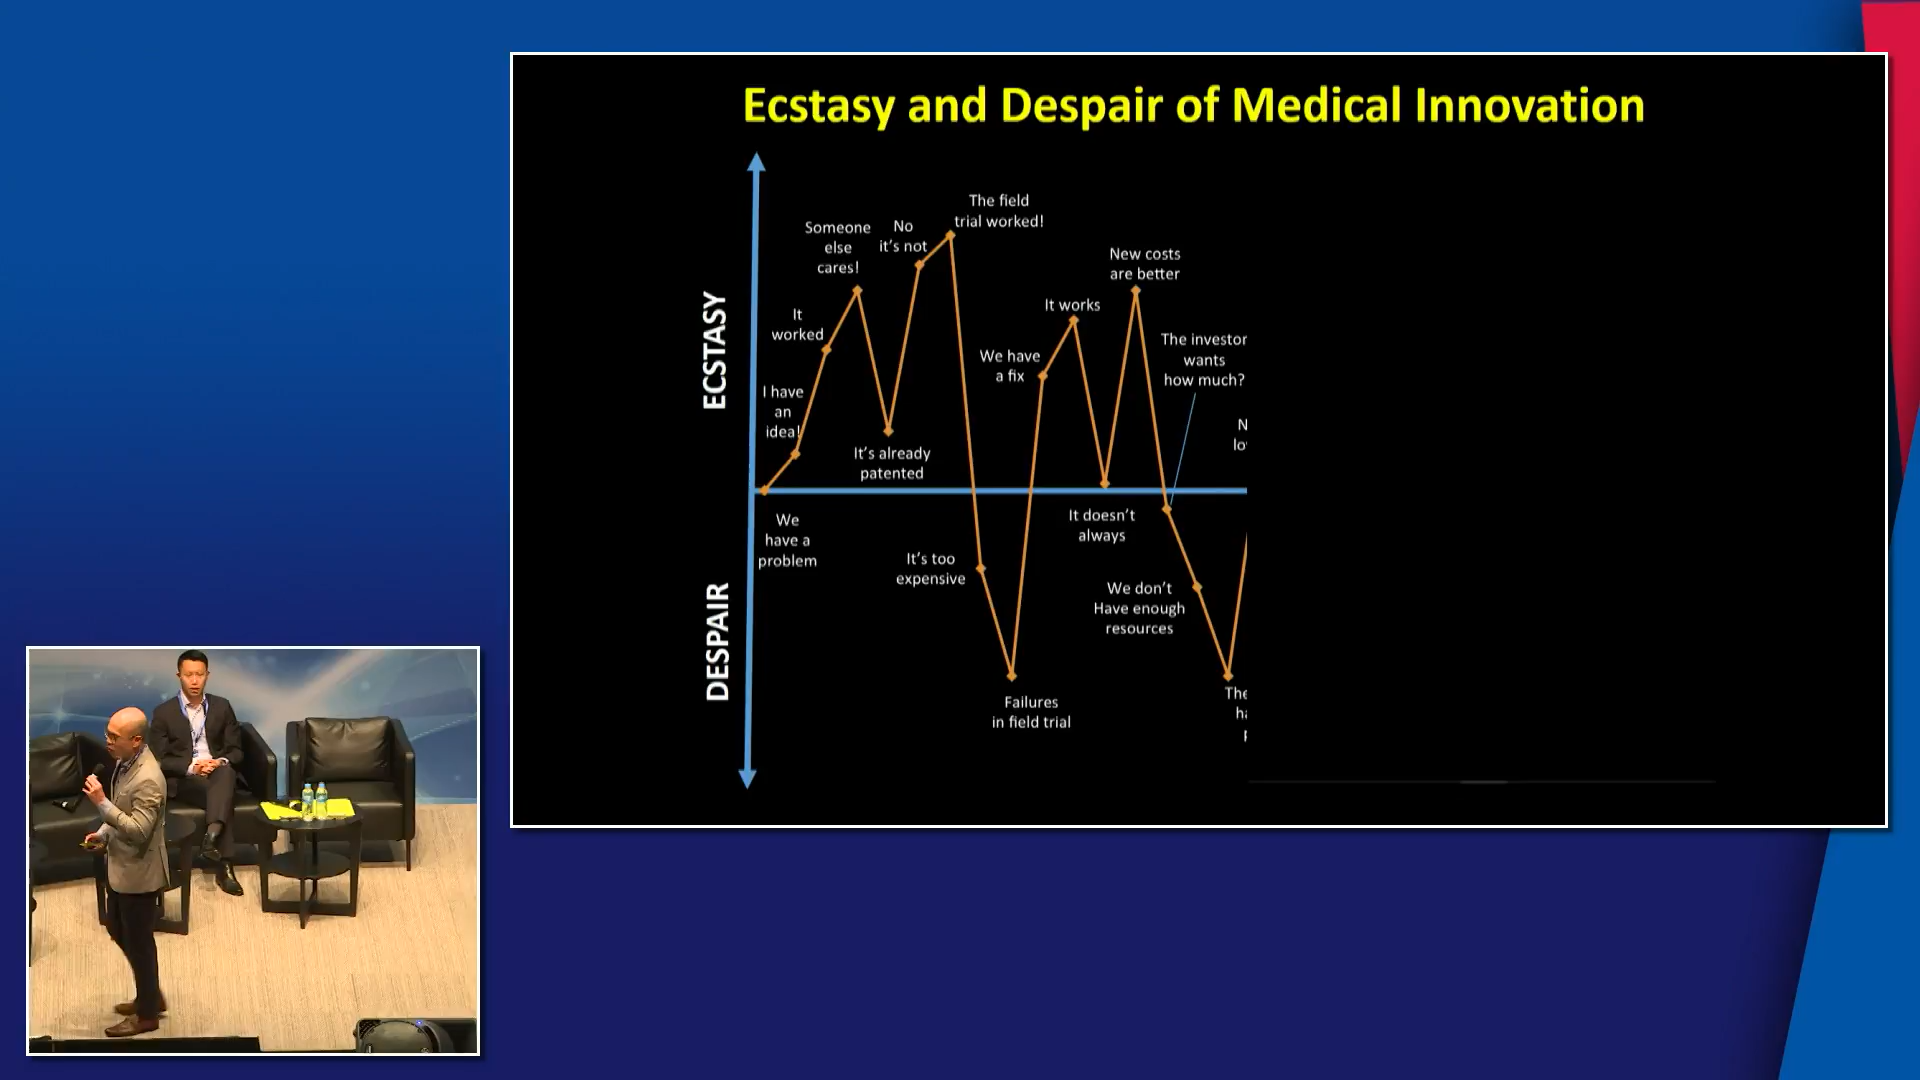 Ecstasy and Despair of Medical Innovation
ECSTASY
DESPAIR
We
have a
problem
I have
an
idea!
It
worked
Someone
else
cares!
It's already
patented
No
it's not
The field
trial worked!
It's too
expensive
Failures
in field trial
We have
a fix
It works
It doesn't
always
New costs
are better
The investor
wants
how much?
We don't
Have enough
resources